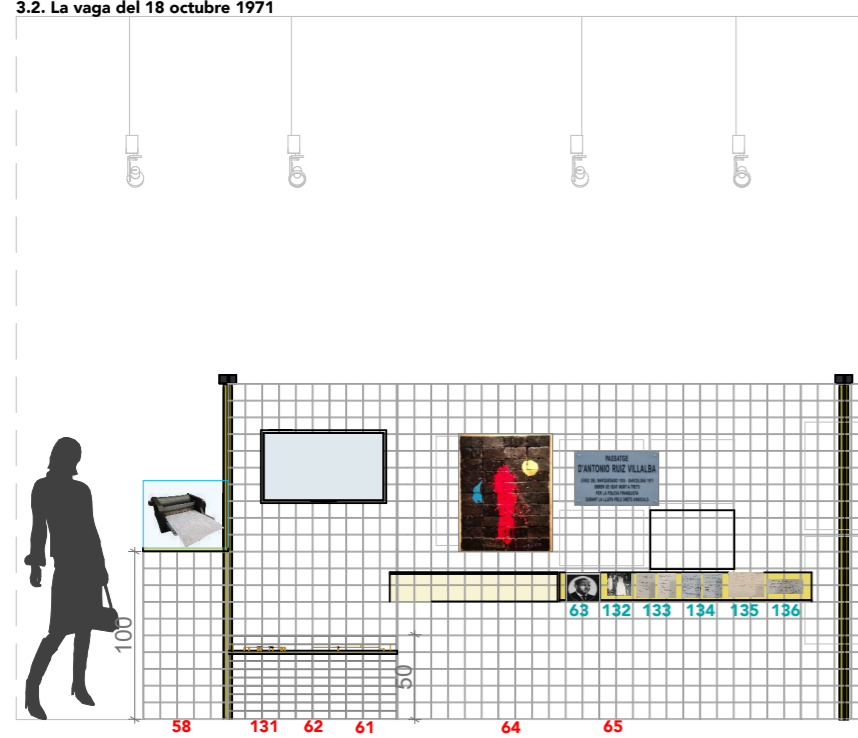 3.2. La vaga del 18 octubre 1971
PASSATGE
D'ANTONIO RUIZ VILLALBA
63 132 133 134 135 136
100
50
58 131 62 61 64 65